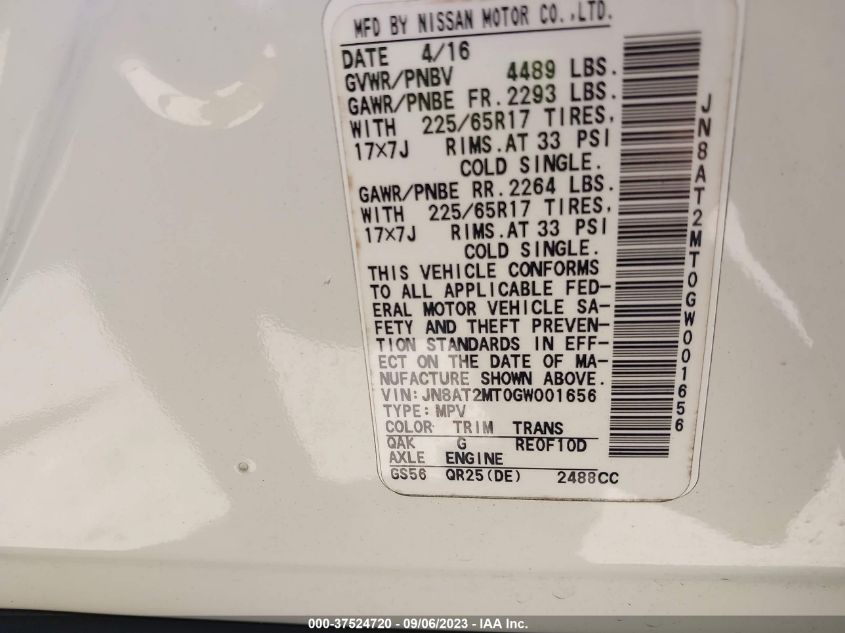 MFD BY NISSAN MOTOR CO.,LTD.
DATE 4/16
GVWR/PNBV 4489 LBS.
GAWR/PNBE FR. 2293 LBS.
WITH 225/65R17 TIRES,
17×7J RIMS.AT 33 PSI
COLD SINGLE.
GAWR/PNBE RR. 2264 LBS.
WITH 225/65R17 TIRES,
17×7J RIMS.AT 33 PSI
COLD SINGLE.
THIS VEHICLE CONFORMS
TO ALL APPLICABLE FED-
ERAL MOTOR VEHICLE SA-
FETY AND THEFT PREVEN-
TION STANDARDS IN EFF-
ECT ON THE DATE OF MA-
NUFACTURE SHOWN ABOVE.
VIN:JN8AT2MT0GW001656
TYPE:MPV
COLOR TRIM TRANS
QAK G RE0F10D
AXLE ENGINE
GS56 QR25(DE) 2488CC
JN8AT2MT0GW001656
000-37524720 - 09/06/2023 - IAA Inc.